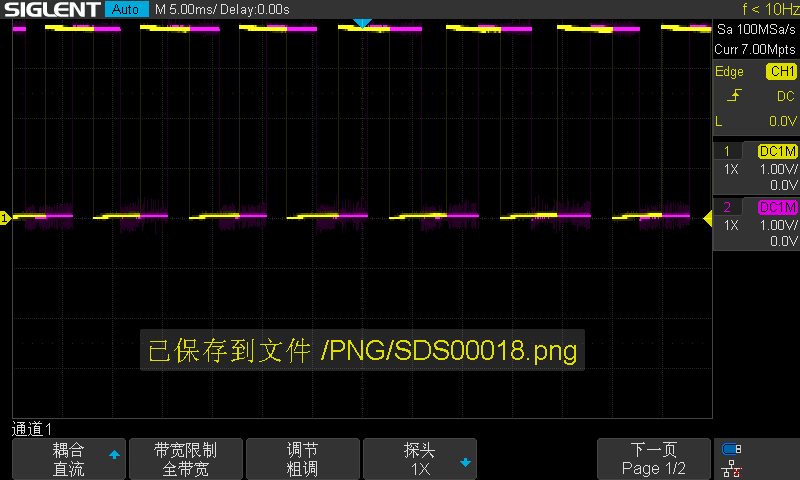 SIGLENT Auto M 5.00ms/ Delay:0.00s f < 10Hz
Sa 100MSa/s
Curr 7.00Mpts
Edge CH1
DC
L 0.0V
1 DC1M
1X 1.00V/
0.0V
2 DC1M
1X 1.00V/
0.0V
1
已保存到文件 /PNG/SDS00018.png
通道1
耦合 带宽限制 调节 探头 下一页
直流 全带宽 粗调 1X Page 1/2